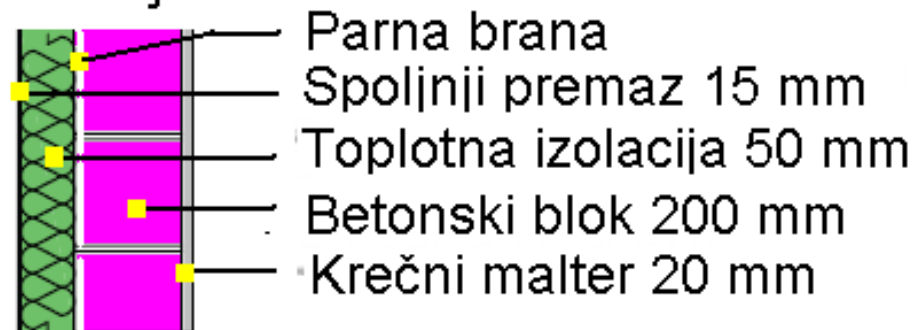 Parna brana
Spoljnji premaz 15 mm
Toplotna izolacija 50 mm
Betonski blok 200 mm
Krečni malter 20 mm